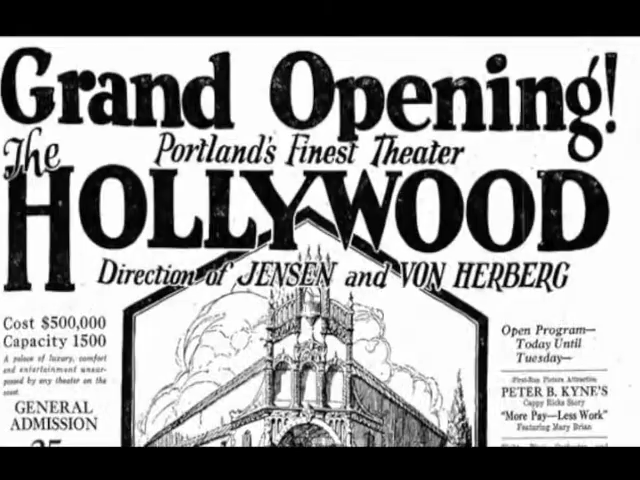 Grand Opening!
Portland's Finest Theater
The
HOLLYWOOD
Direction of JENSEN and VON HERBERG
Cost $500,000
Capacity 1500
A palace of luxury, comfort
and entertainment unsur-
passed by any theater on the
coast
GENERAL
ADMISSION
25
Open Program—
Today Until
Tuesday—
First-Run Picture Attraction
PETER B. KYNE'S
Cappy Ricks Story
"More Pay—Less Work"
Featuring Mary Brian